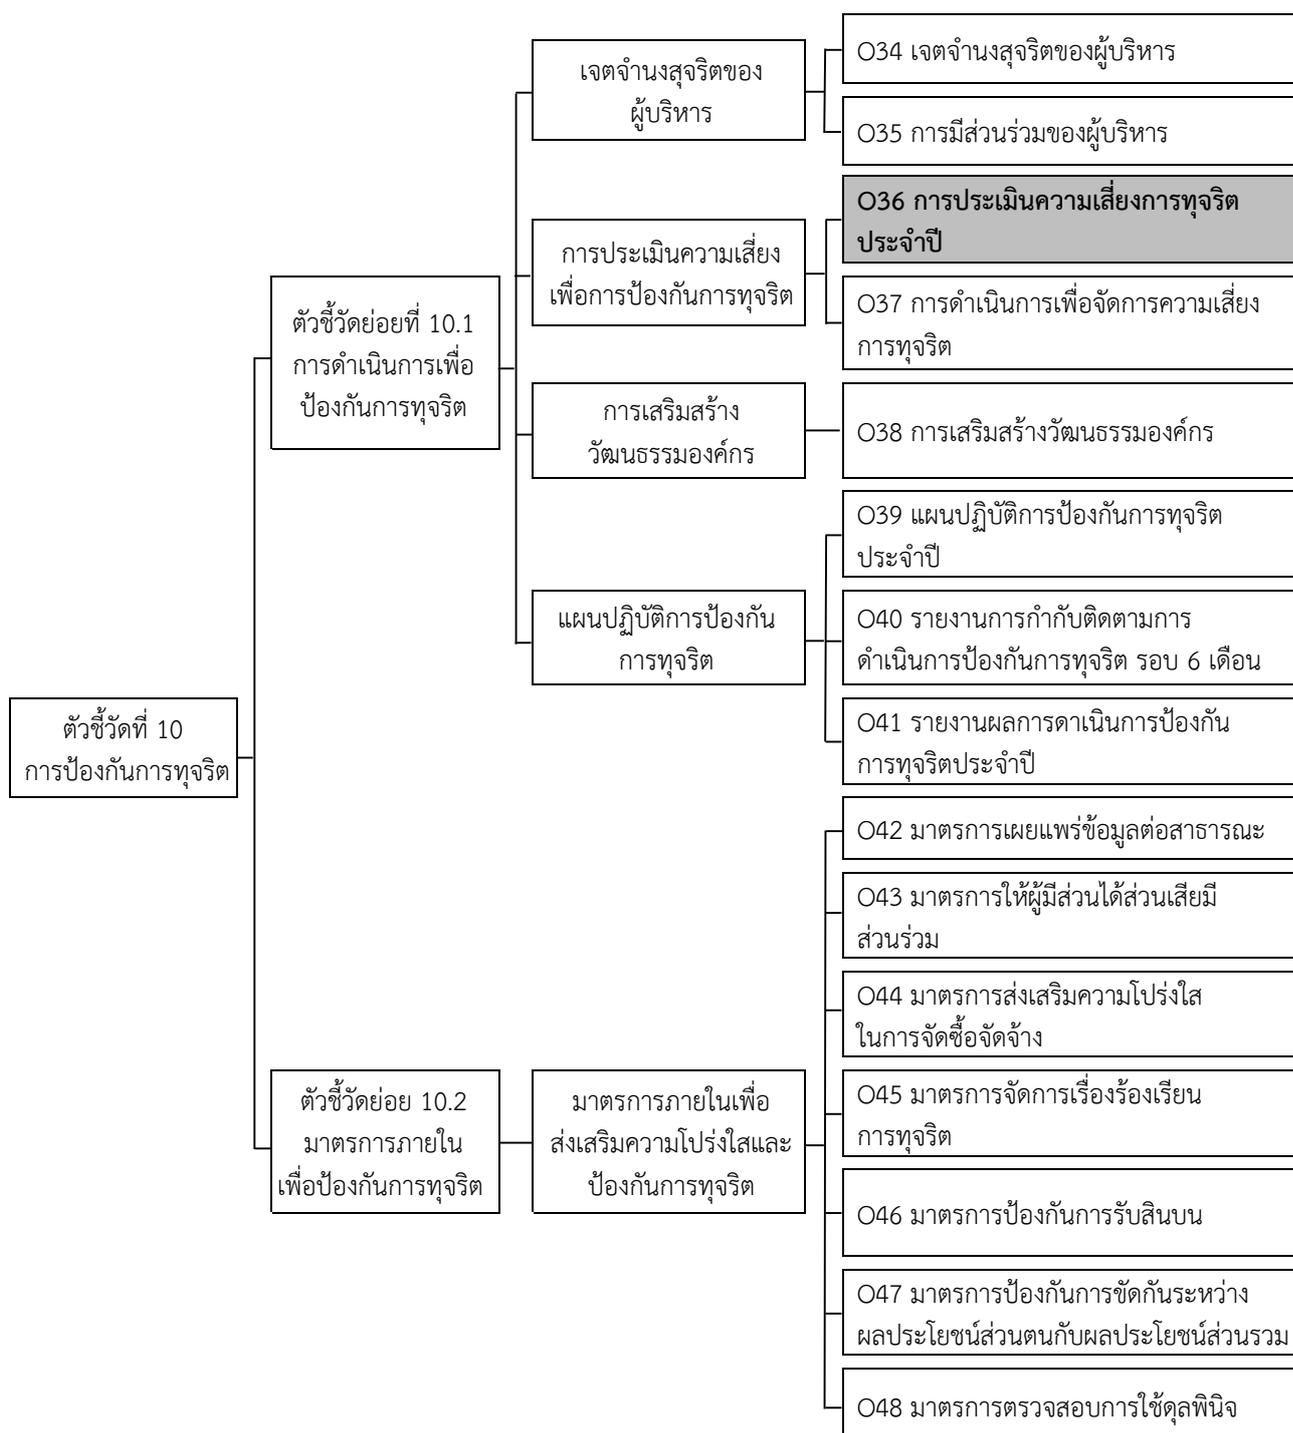 ตัวชี้วัดที่ 10
การป้องกันการทุจริต
ตัวชี้วัดย่อยที่ 10.1
การดำเนินการเพื่อ
ป้องกันการทุจริต
เจตจำนงสุจริตของ
ผู้บริหาร
O34 เจตจำนงสุจริตของผู้บริหาร
O35 การมีส่วนร่วมของผู้บริหาร
การประเมินความเสี่ยง
เพื่อการป้องกันการทุจริต
O36 การประเมินความเสี่ยงการทุจริต
ประจำปี
O37 การดำเนินการเพื่อจัดการความเสี่ยง
การทุจริต
การเสริมสร้าง
วัฒนธรรมองค์กร
O38 การเสริมสร้างวัฒนธรรมองค์กร
แผนปฏิบัติการป้องกัน
การทุจริต
O39 แผนปฏิบัติการป้องกันการทุจริต
ประจำปี
O40 รายงานการกำกับติดตามการ
ดำเนินการป้องกันการทุจริต รอบ 6 เดือน
O41 รายงานผลการดาเนินการป้องกัน
การทุจริตประจำปี
ตัวชี้วัดย่อย 10.2
มาตรการภายใน
เพื่อป้องกันการทุจริต
มาตรการภายในเพื่อ
ส่งเสริมความโปร่งใสและ
ป้องกันการทุจริต
O42 มาตรการเผยแพร่ข้อมูลต่อสาธารณะ
O43 มาตรการให้ผู้มีส่วนได้ส่วนเสียมี
ส่วนร่วม
O44 มาตรการส่งเสริมความโปร่งใส
ในการจัดซื้อจัดจ้าง
O45 มาตรการจัดการเรื่องร้องเรียน
การทุจริต
O46 มาตรการป้องกันการรับสินบน
O47 มาตรการป้องกันการขัดกันระหว่าง
ผลประโยชน์ส่วนตนกับผลประโยชน์ส่วนรวม
O48 มาตรการตรวจสอบการใช้ดุลพินิจ